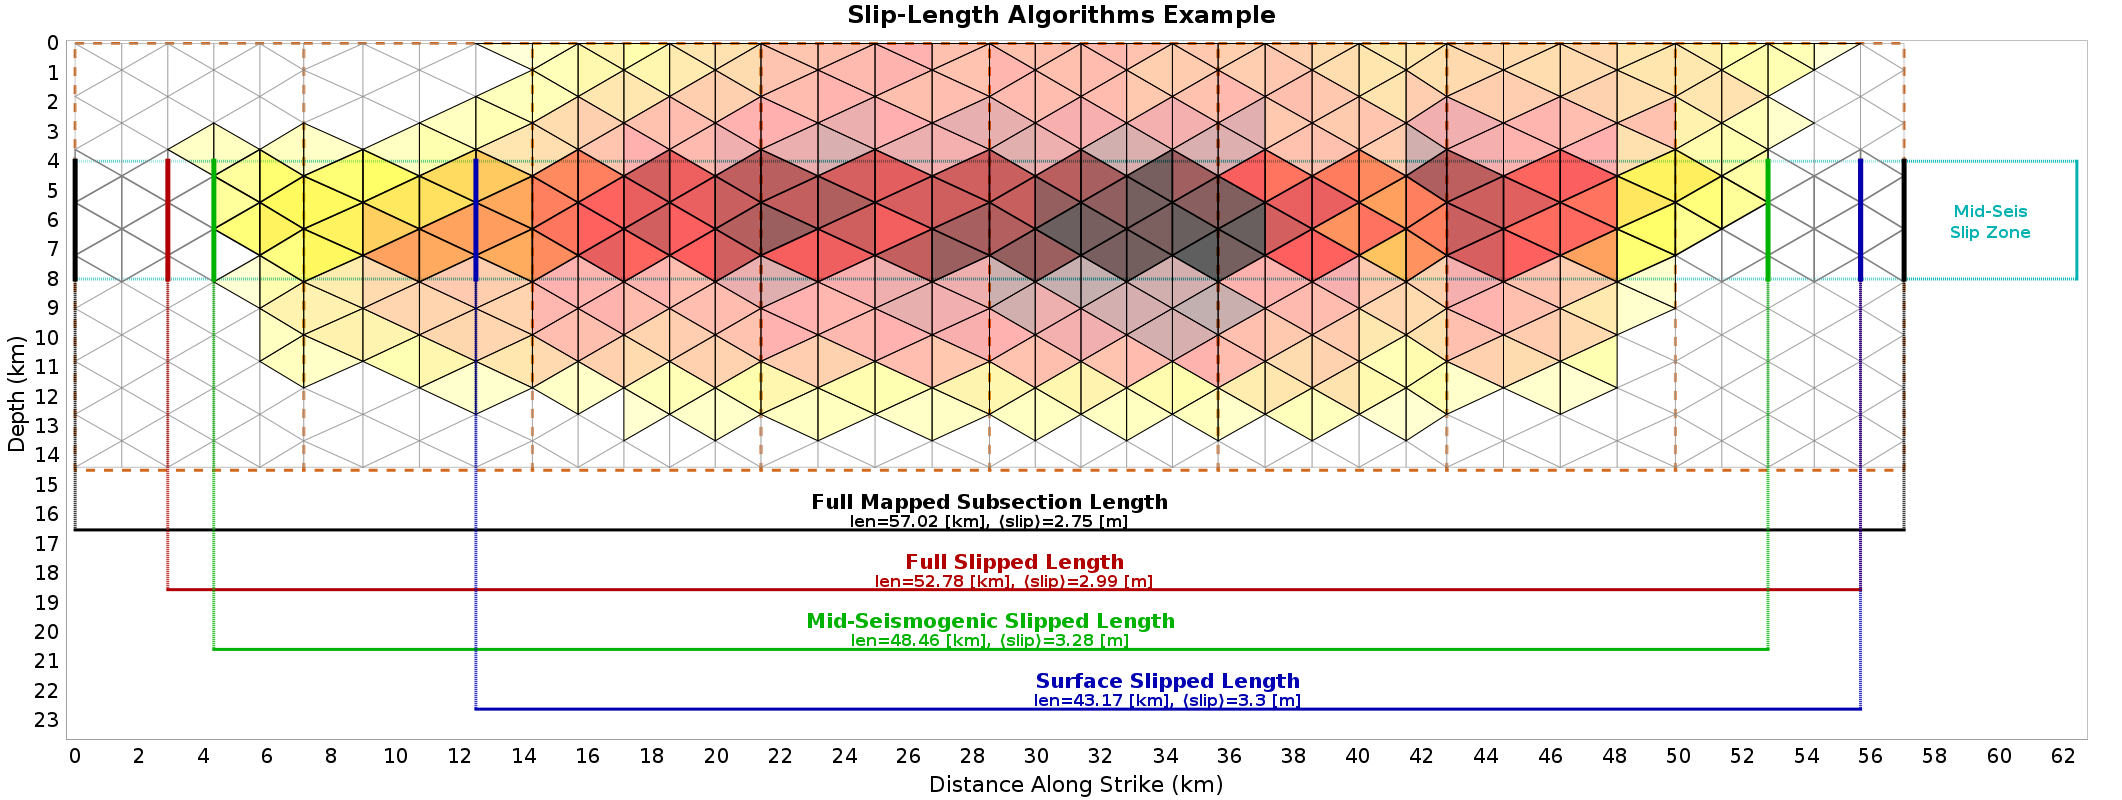 Slip-Length Algorithms Example
0
1
2
3
4
5
6
7
8
9
10
11
12
13
14
15
16
17
18
19
20
21
22
23
Depth (km)
Mid-Seis
Slip Zone
Full Mapped Subsection Length
len=57.02 [km], ⟨slip⟩=2.75 [m]
Full Slipped Length
len=52.78 [km], ⟨slip⟩=2.99 [m]
Mid-Seismogenic Slipped Length
len=48.46 [km], ⟨slip⟩=3.28 [m]
Surface Slipped Length
len=43.17 [km], ⟨slip⟩=3.3 [m]
0 2 4 6 8 10 12 14 16 18 20 22 24 26 28 30 32 34 36 38 40 42 44 46 48 50 52 54 56 58 60 62
Distance Along Strike (km)